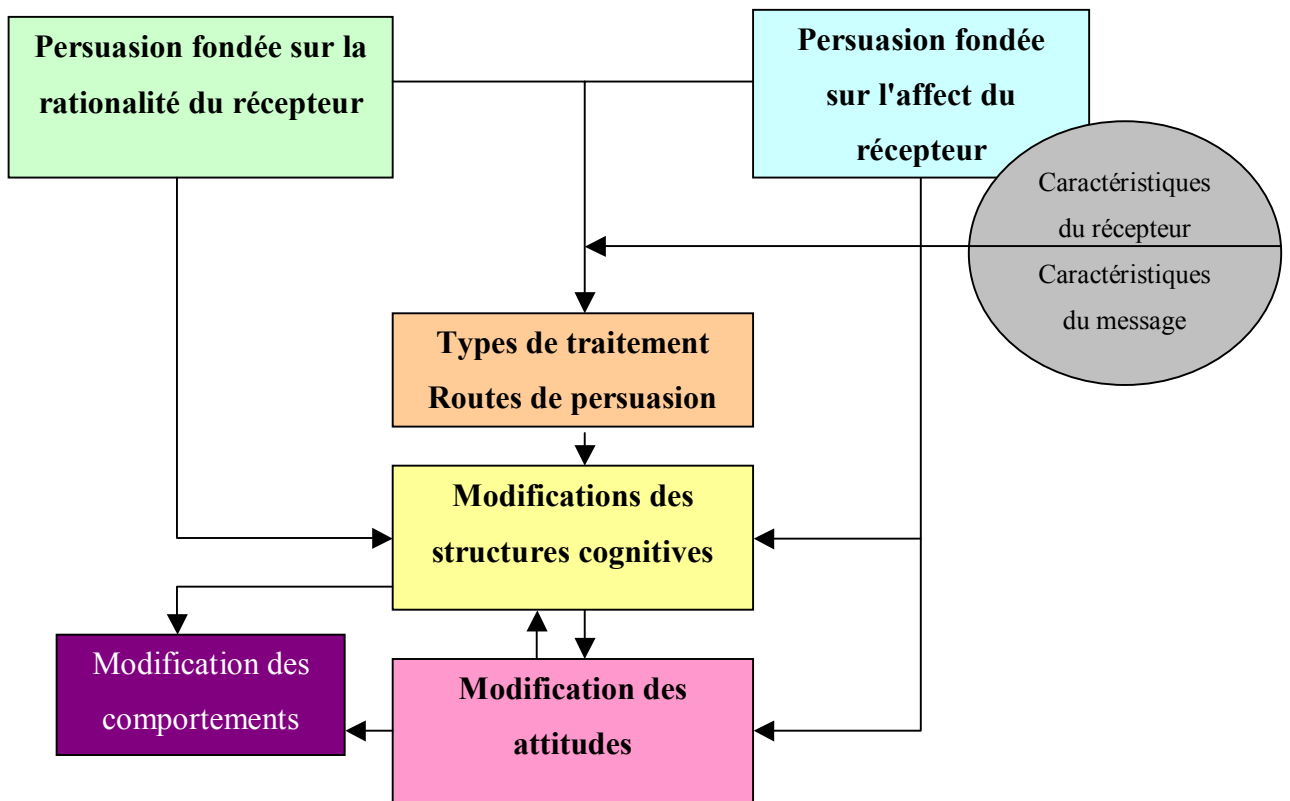 Persuasion fondée sur la
rationalité du récepteur
Persuasion fondée
sur l'affect du
récepteur
Caractéristiques
du récepteur
Caractéristiques
du message
Types de traitement
Routes de persuasion
Modifications des
structures cognitives
Modification des
comportements
Modification des
attitudes